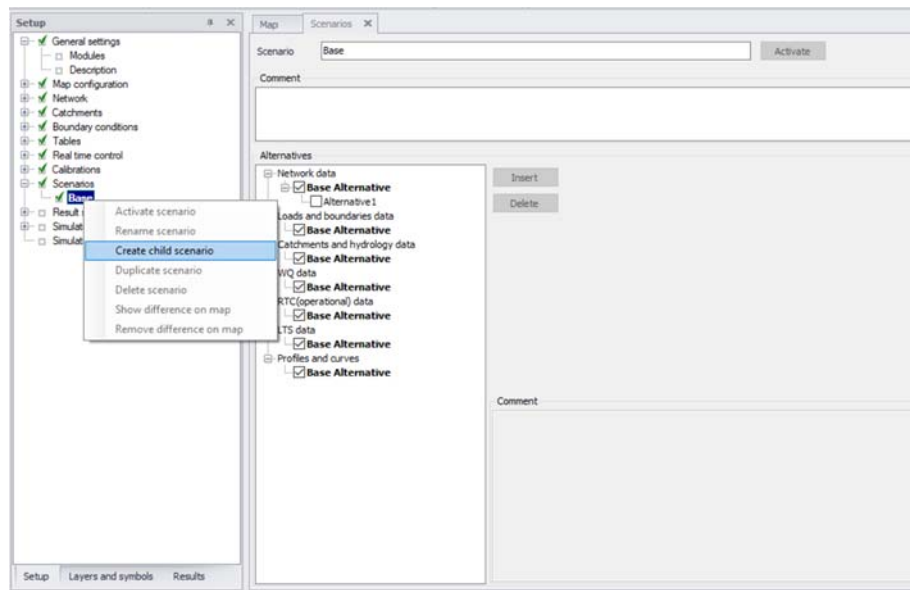 Setup
General settings
Modules
Description
Map configuration
Network
Catchments
Boundary conditions
Tables
Real time control
Calibrations
Scenarios
Base
Result
Simulat
Simulat
Activate scenario
Rename scenario
Create child scenario
Duplicate scenario
Delete scenario
Show difference on map
Remove difference on map
Setup Layers and symbols Results
Map Scenarios
Scenario Base Activate
Comment
Alternatives
Network data
Base Alternative
Alternative1
Loads and boundaries data
Base Alternative
Catchments and hydrology data
Base Alternative
WQ data
Base Alternative
RTC(operational) data
Base Alternative
LTS data
Base Alternative
Profiles and curves
Base Alternative
Insert
Delete
Comment